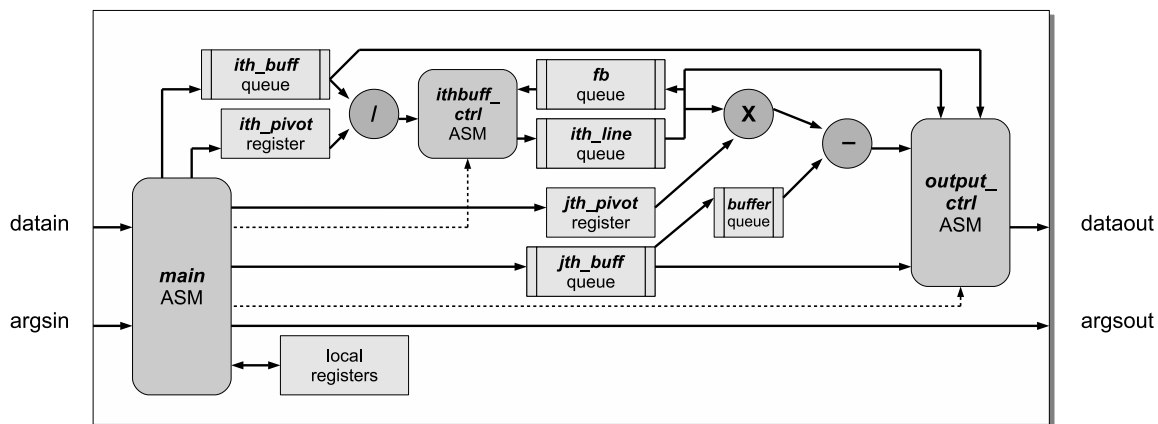 ith_buff
queue
ith_pivot
register
/
ithbuff_
ctrl
ASM
fb
queue
ith_line
queue
X
–
jth_pivot
register
buffer
queue
jth_buff
queue
output_
ctrl
ASM
datain
argsin
main
ASM
local
registers
dataout
argsout